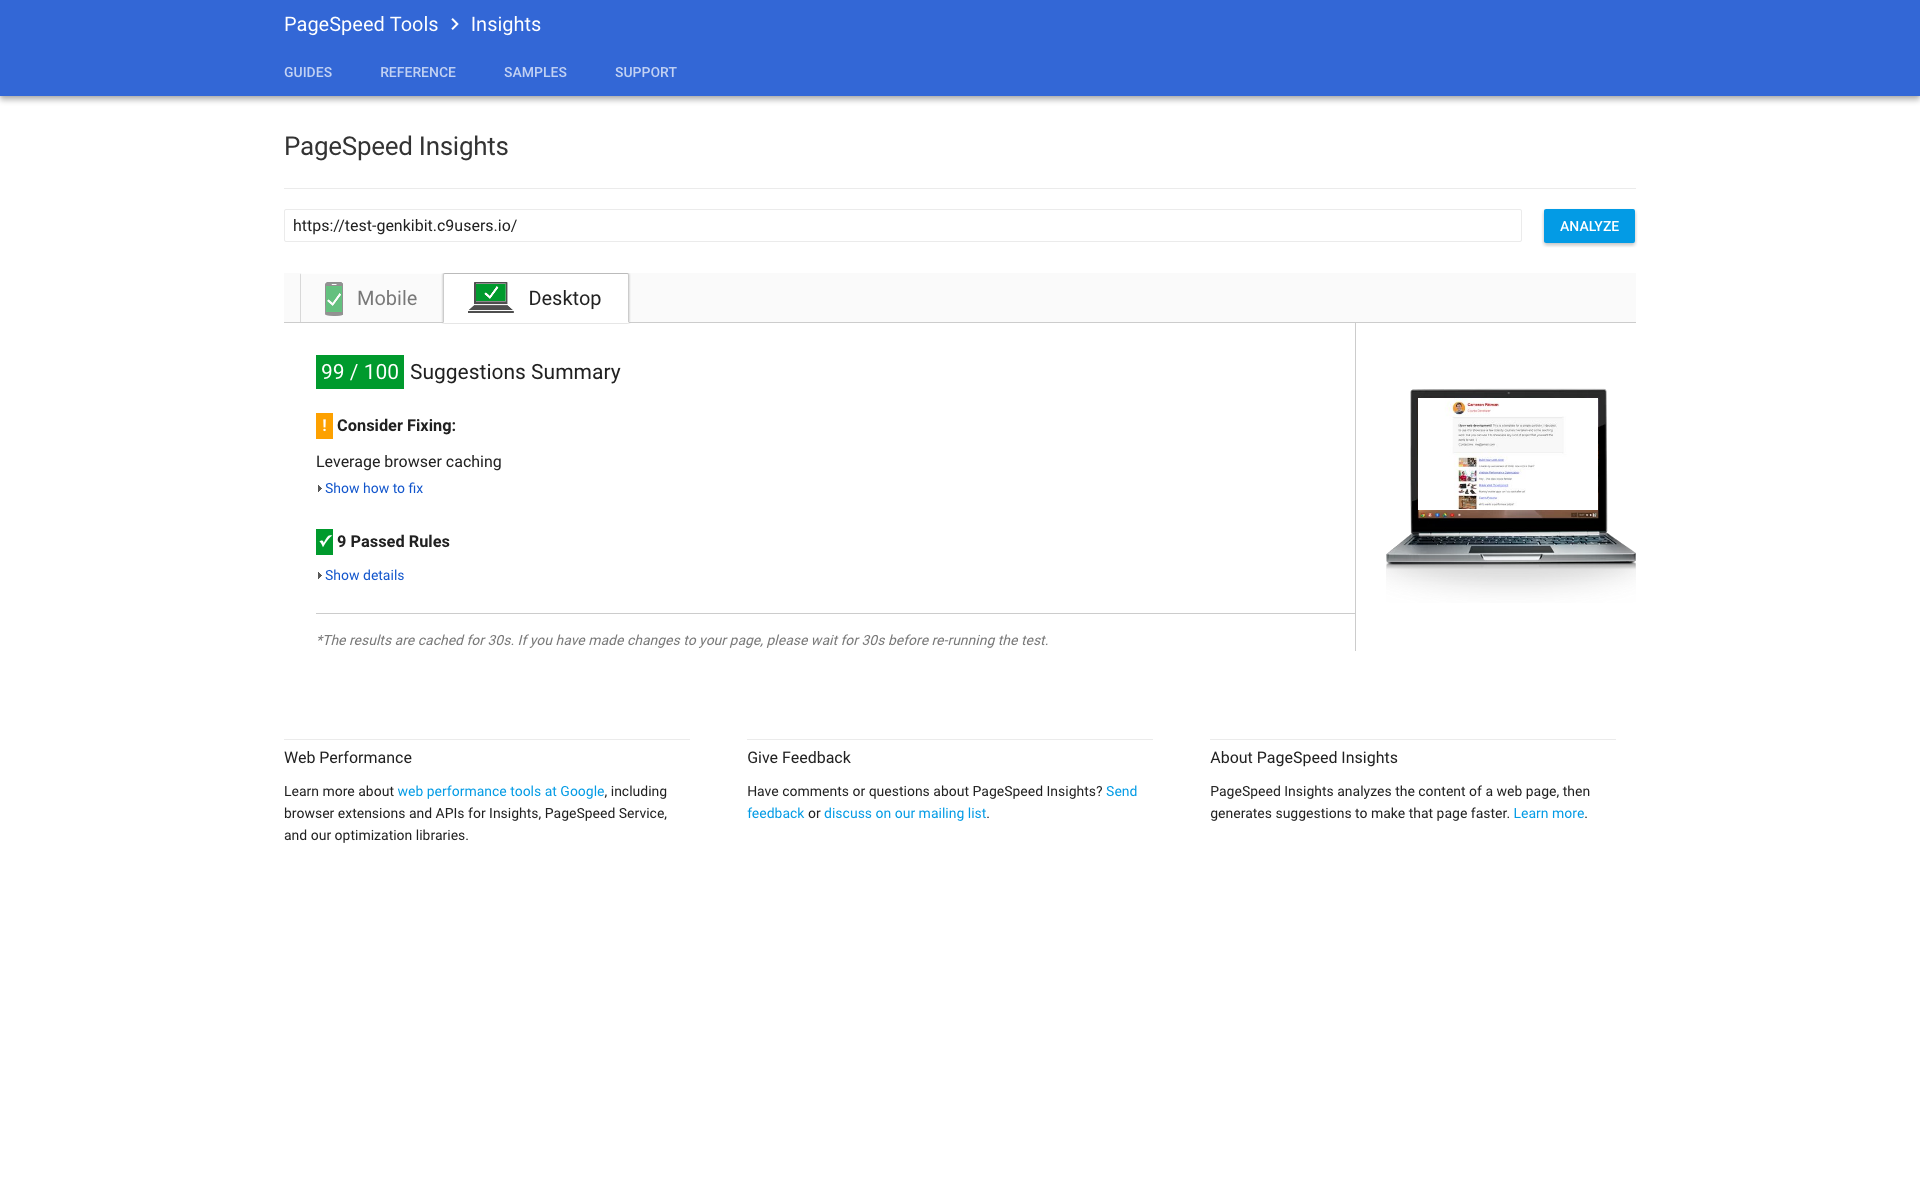 PageSpeed Tools > Insights
GUIDES REFERENCE SAMPLES SUPPORT
PageSpeed Insights
https://test-genkibit.c9users.io/
ANALYZE
Mobile
Desktop
99 / 100 Suggestions Summary
! Consider Fixing:
Leverage browser caching
Show how to fix
9 Passed Rules
Show details
*The results are cached for 30s. If you have made changes to your page, please wait for 30s before re-running the test.
Web Performance
Learn more about web performance tools at Google, including
browser extensions and APIs for Insights, PageSpeed Service,
and our optimization libraries.
Give Feedback
Have comments or questions about PageSpeed Insights? Send
feedback or discuss on our mailing list.
About PageSpeed Insights
PageSpeed Insights analyzes the content of a web page, then
generates suggestions to make that page faster. Learn more.